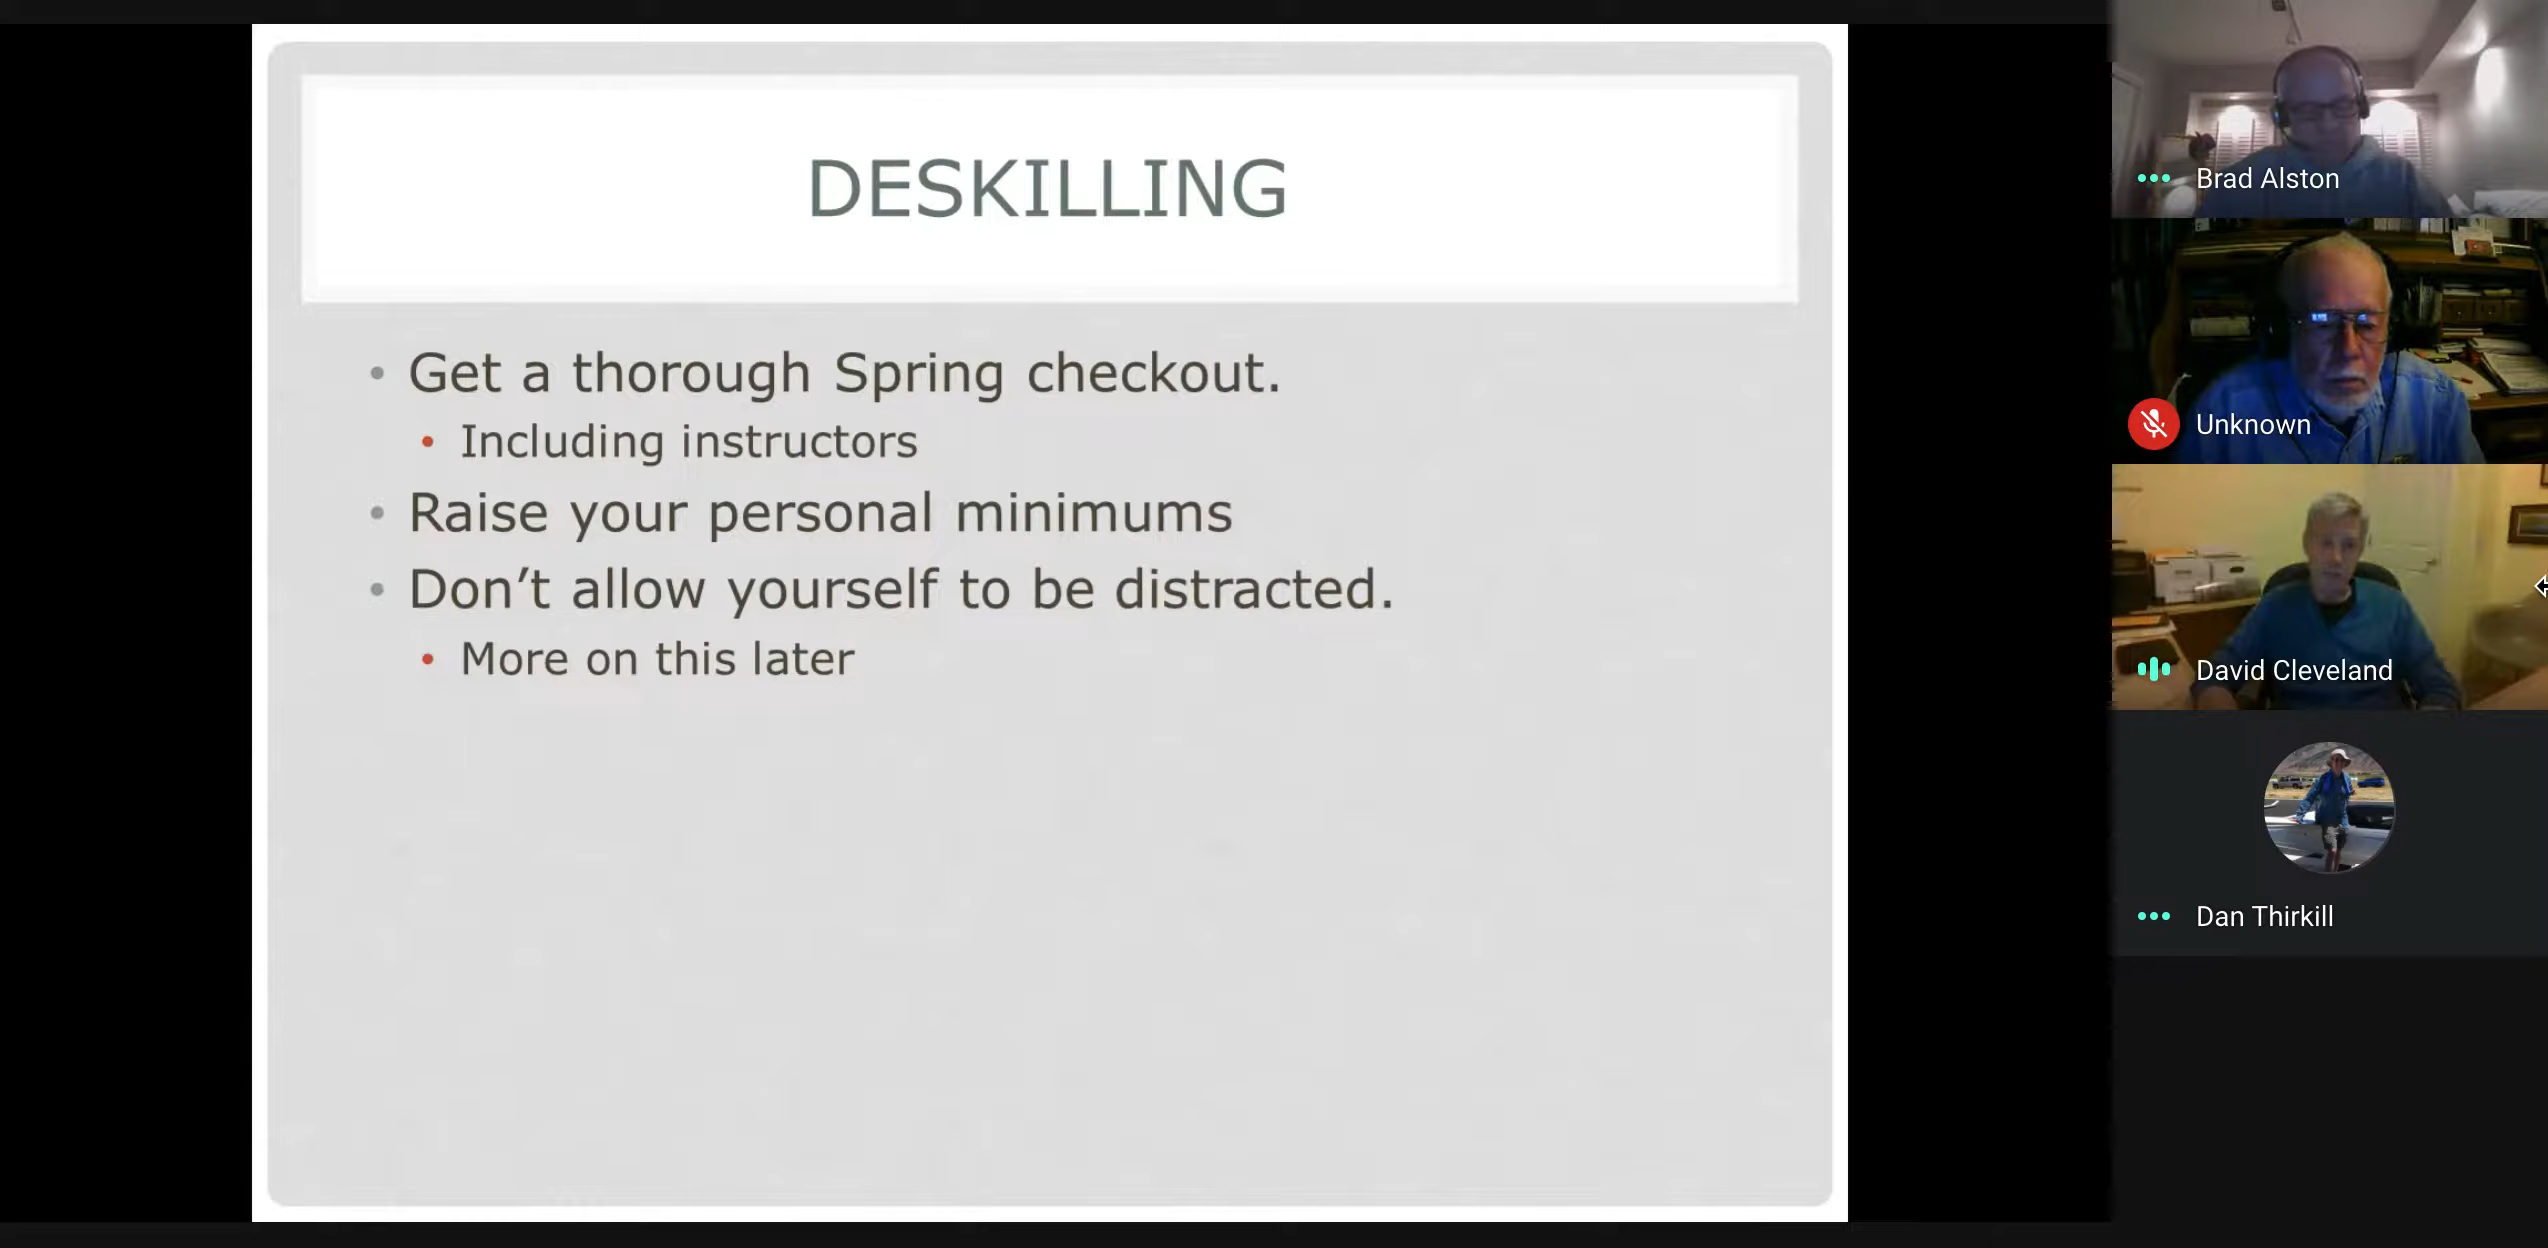 DESKILLING
• Get a thorough Spring checkout.
• Including instructors
• Raise your personal minimums
• Don’t allow yourself to be distracted.
• More on this later
Brad Alston
Unknown
David Cleveland
Dan Thirkill